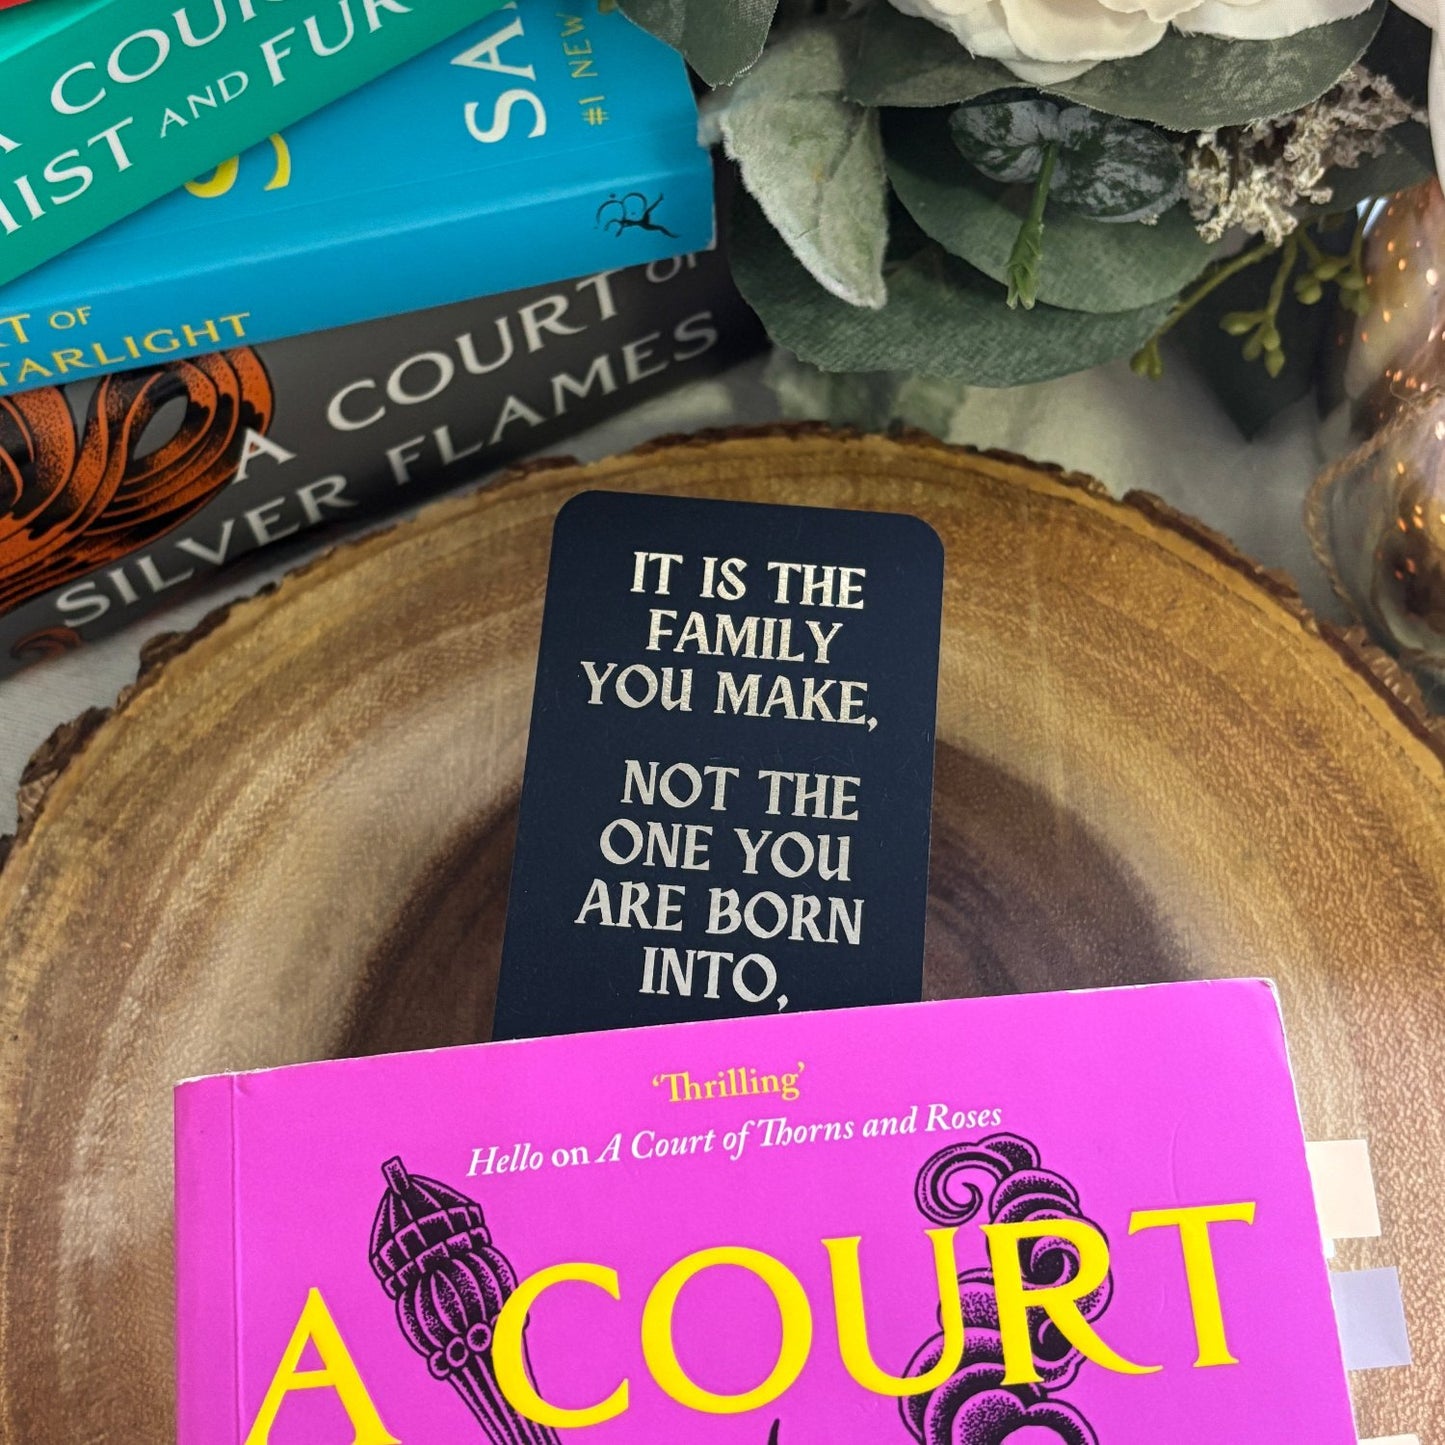 A COUR
MIST AND FUR
SA
#1 NEW
RT OF
TARLIGHT
A COURT OF
SILVER FLAMES
IT IS THE
FAMILY
YOU MAKE,
NOT THE
ONE YOU
ARE BORN
INTO,
‘Thrilling’
Hello on A Court of Thorns and Roses
A COURT